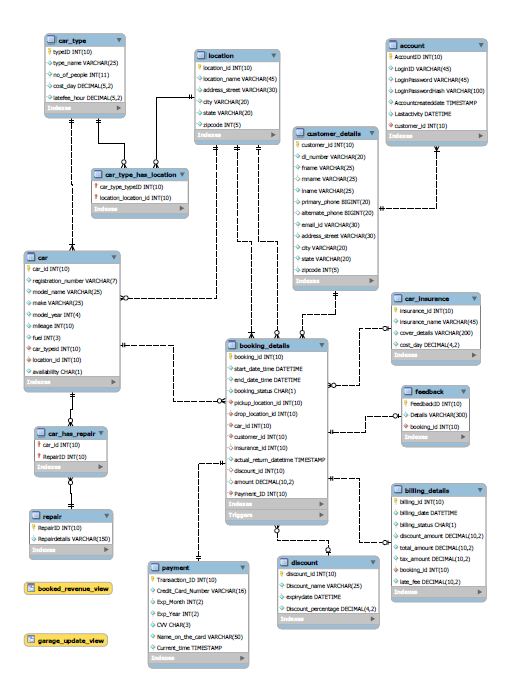 car_type
typeID INT(10)
type_name VARCHAR(25)
no_of_people INT(11)
cost_day DECIMAL(5,2)
latefee_hour DECIMAL(5,2)
Indexes
location
location_id INT(10)
location_name VARCHAR(45)
address_street VARCHAR(30)
city VARCHAR(20)
state VARCHAR(20)
zipcode INT(5)
Indexes
account
AccountID INT(10)
LoginID VARCHAR(45)
LoginPassword VARCHAR(45)
LoginPasswordHash VARCHAR(100)
Accountcreateddate TIMESTAMP
Lastactivity DATETIME
customer_id INT(10)
Indexes
car_type_has_location
car_type_typeID INT(10)
location_location_id INT(10)
Indexes
customer_details
customer_id INT(10)
dl_number VARCHAR(20)
fname VARCHAR(25)
mname VARCHAR(25)
lname VARCHAR(25)
primary_phone BIGINT(20)
alternate_phone BIGINT(20)
email_id VARCHAR(30)
address_street VARCHAR(30)
city VARCHAR(20)
state VARCHAR(20)
zipcode INT(5)
Indexes
car
car_id INT(10)
registration_number VARCHAR(7)
model_name VARCHAR(25)
make VARCHAR(25)
model_year INT(4)
mileage INT(10)
fuel INT(3)
car_typeid INT(10)
location_id INT(10)
availability CHAR(1)
Indexes
car_insurance
insurance_id INT(10)
insurance_name VARCHAR(45)
cover_details VARCHAR(200)
cost_day DECIMAL(4,2)
Indexes
booking_details
booking_id INT(10)
start_date_time DATETIME
end_date_time DATETIME
booking_status CHAR(1)
pickup_location_id INT(10)
drop_location_id INT(10)
car_id INT(10)
customer_id INT(10)
insurance_id INT(10)
actual_return_datetime TIMESTAMP
discount_id INT(10)
amount DECIMAL(10,2)
Payment_ID INT(10)
Indexes
Triggers
feedback
FeedbackID INT(10)
Details VARCHAR(300)
booking_id INT(10)
Indexes
car_has_repair
car_id INT(10)
RepairID INT(10)
Indexes
billing_details
billing_id INT(10)
billing_date DATETIME
billing_status CHAR(1)
discount_amount DECIMAL(10,2)
total_amount DECIMAL(10,2)
tax_amount DECIMAL(10,2)
booking_id INT(10)
late_fee DECIMAL(10,2)
Indexes
repair
RepairID INT(10)
Repairdetails VARCHAR(150)
Indexes
payment
Transaction_ID INT(10)
Credit_Card_Number VARCHAR(16)
Exp_Month INT(2)
Exp_Year INT(2)
CVV CHAR(3)
Name_on_the_card VARCHAR(50)
Current_time TIMESTAMP
Indexes
discount
discount_id INT(10)
Discount_name VARCHAR(25)
expirydate DATETIME
Discount_percentage DECIMAL(4,2)
Indexes
booked_revenue_view
garage_update_view